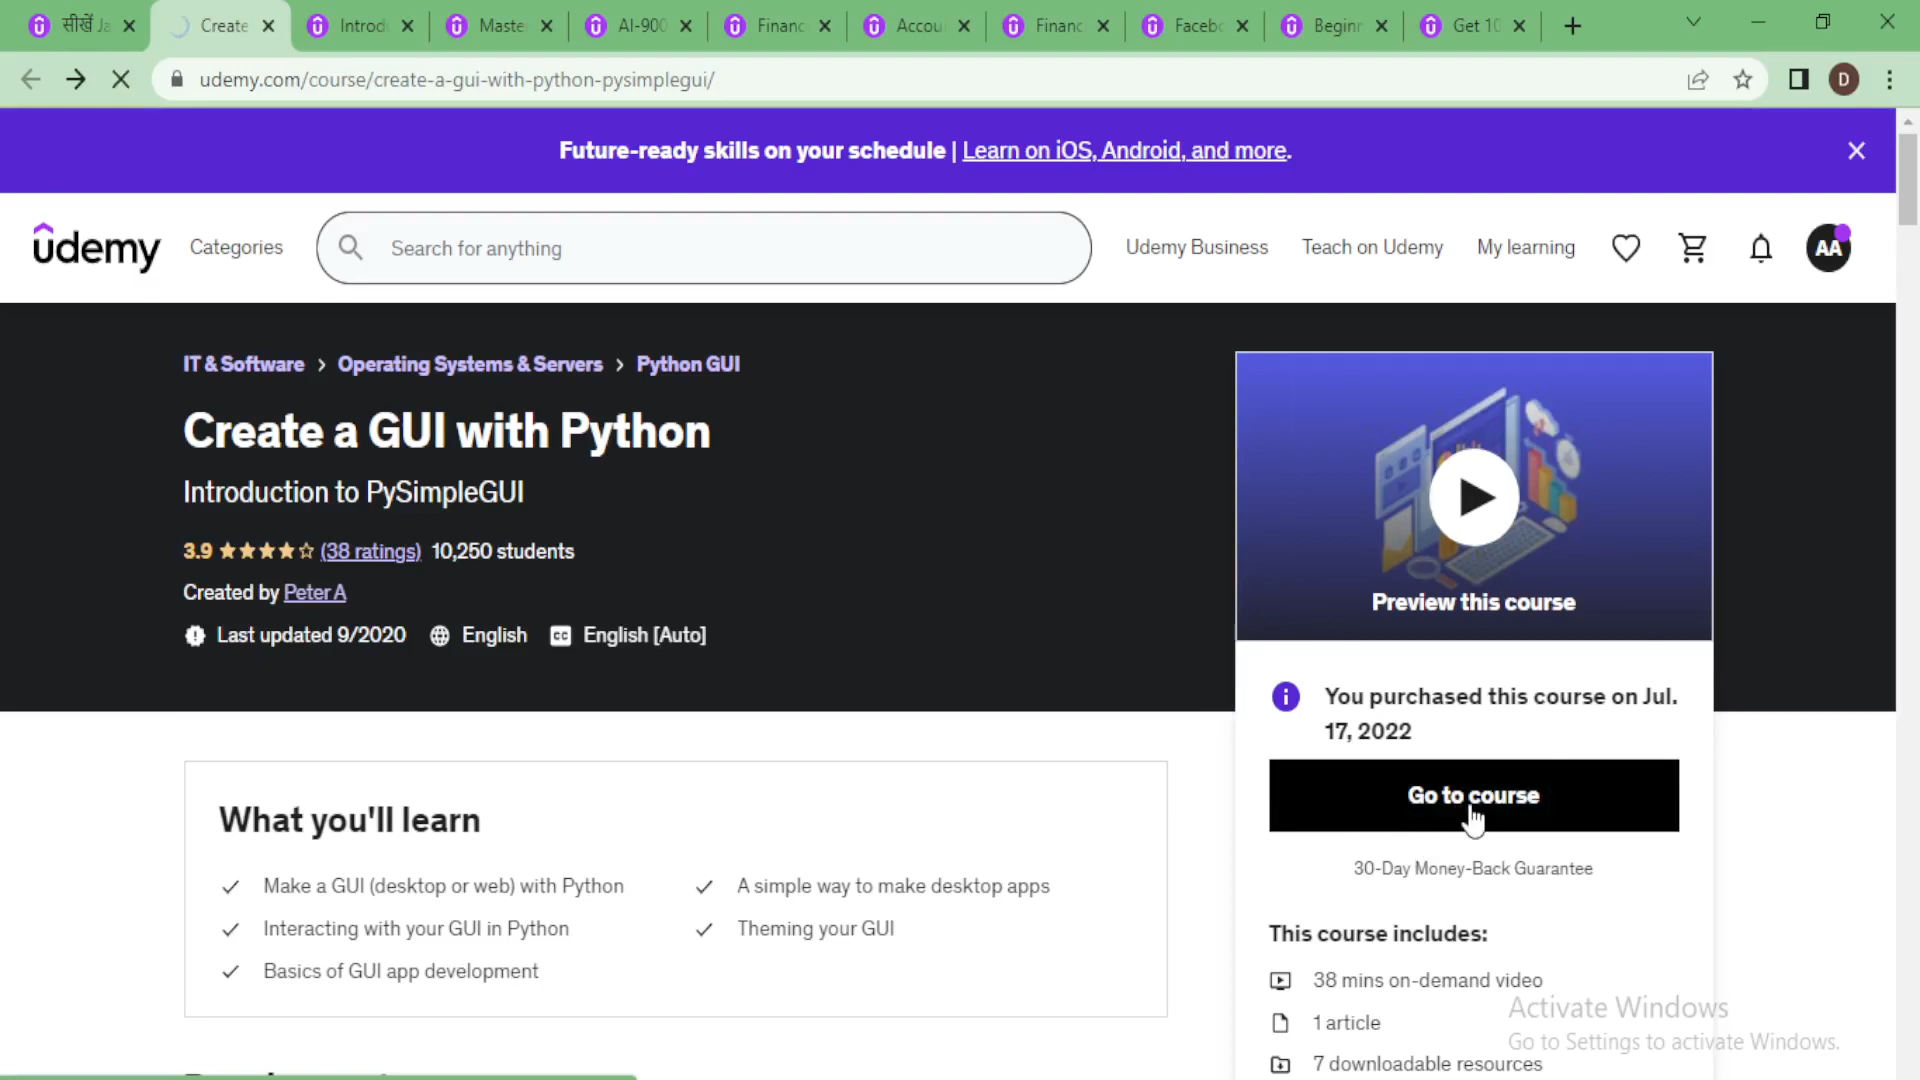 सीखें Ja
Create
Introd
Maste
AI-900
Financ
Accou
Financ
Facebo
Beginn
Get 10
udemy.com/course/create-a-gui-with-python-pysimplegui/
D
Future-ready skills on your schedule | Learn on iOS, Android, and more.
ûdemy
Categories
Search for anything
Udemy Business
Teach on Udemy
My learning
AA
IT & Software > Operating Systems & Servers > Python GUI
Create a GUI with Python
Introduction to PySimpleGUI
3.9 (38 ratings) 10,250 students
Created by Peter A
Last updated 9/2020 English CC English [Auto]
Preview this course
You purchased this course on Jul.
17, 2022
Go to course
30-Day Money-Back Guarantee
What you'll learn
Make a GUI (desktop or web) with Python
A simple way to make desktop apps
Interacting with your GUI in Python
Theming your GUI
Basics of GUI app development
This course includes:
38 mins on-demand video
1 article
7 downloadable resources
Activate Windows
Go to Settings to activate Windows.